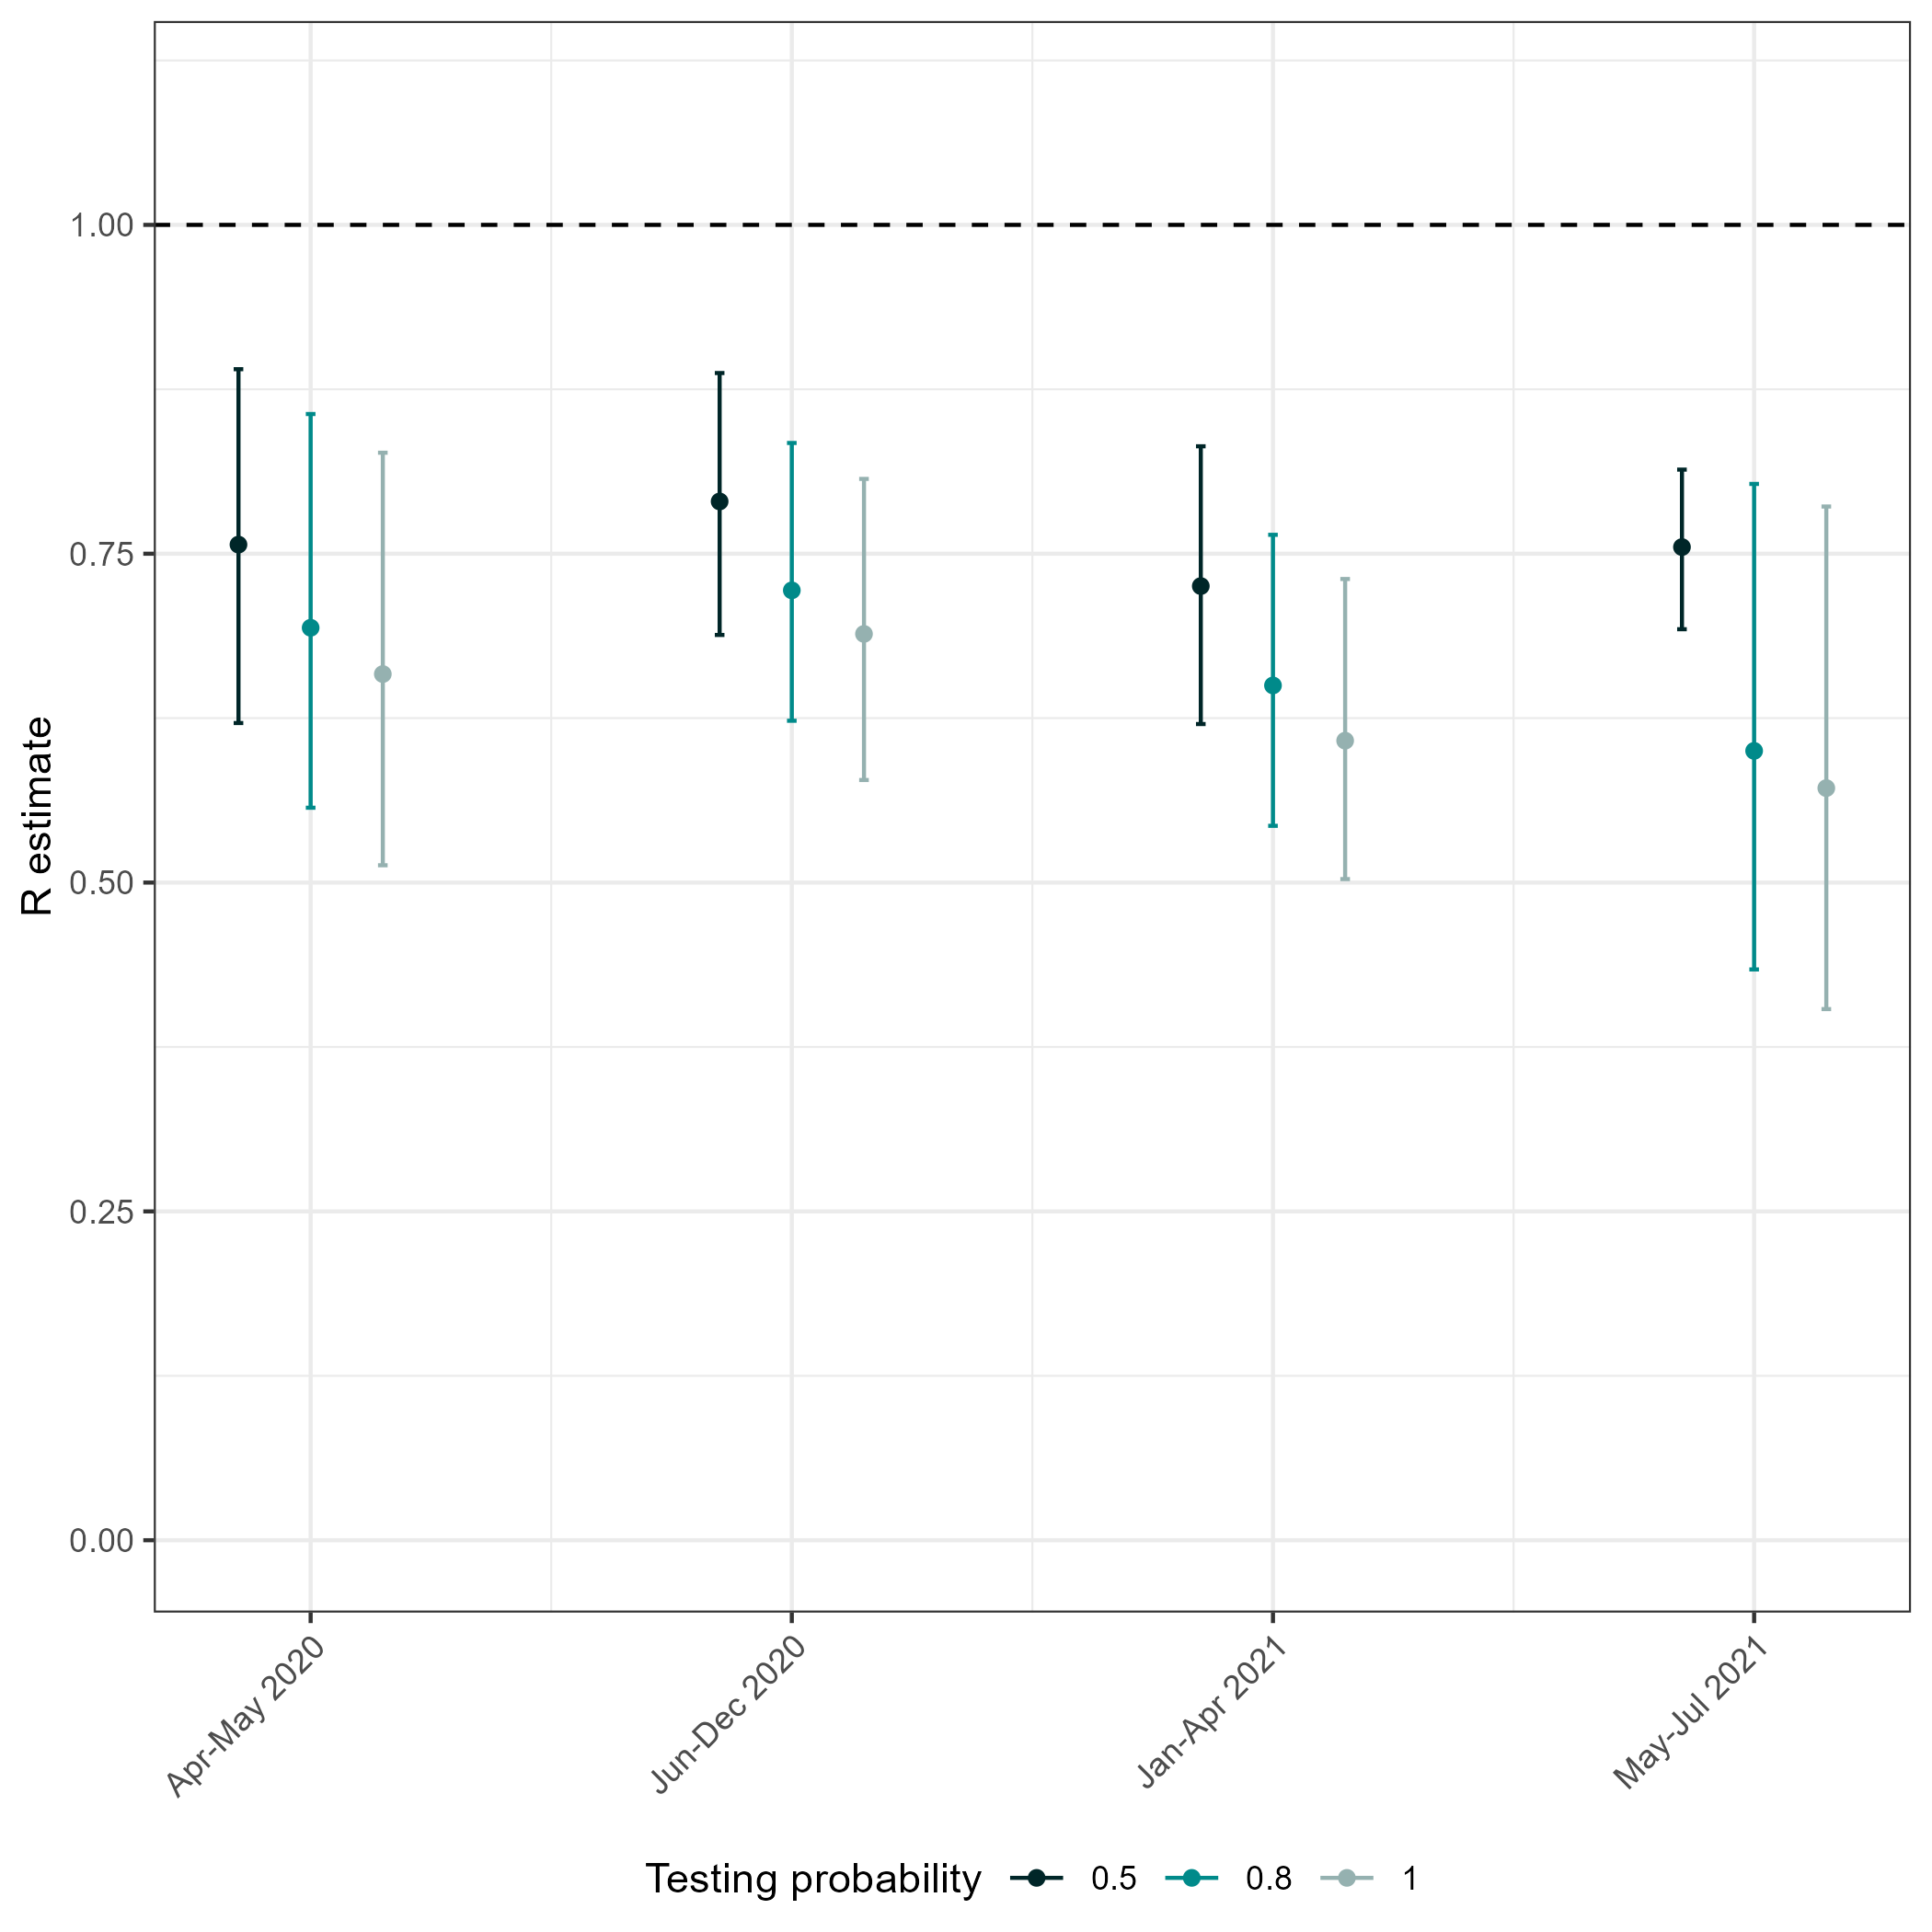 R estimate
1.00
0.75
0.50
0.25
0.00
Apr-May 2020
Jun-Dec 2020
Jan-Apr 2021
May-Jul 2021
Testing probability 0.5 0.8 1